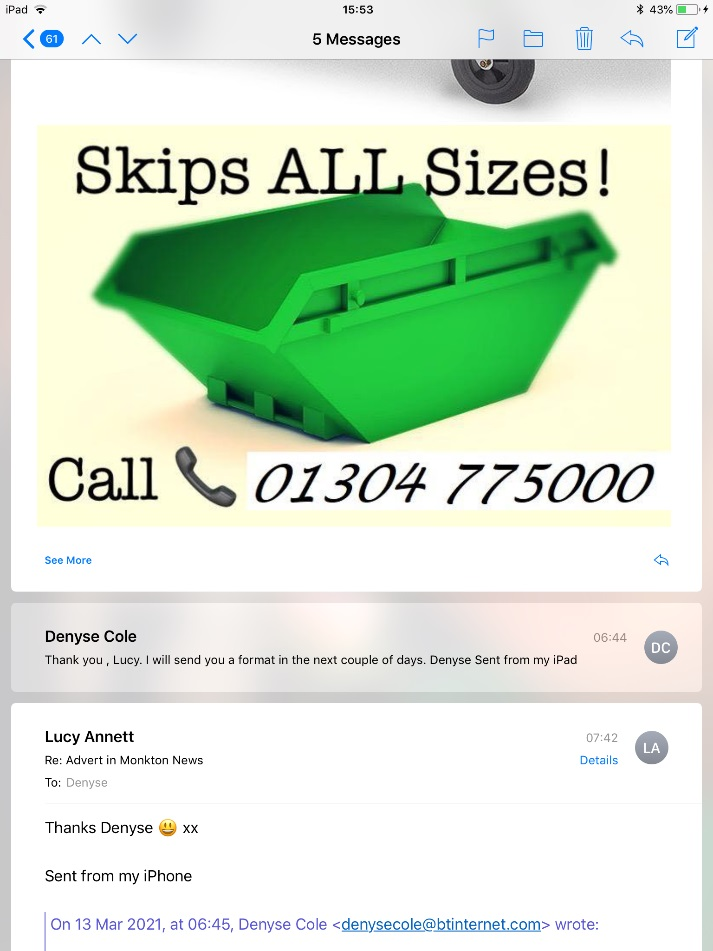 iPad 15:53 43%
61 5 Messages
Skips ALL Sizes!
Call 01304 775000
See More
Denyse Cole 06:44 DC
Thank you , Lucy. I will send you a format in the next couple of days. Denyse Sent from my iPad
Lucy Annett 07:42 LA
Re: Advert in Monkton News Details
To: Denyse
Thanks Denyse 😃 xx
Sent from my iPhone
On 13 Mar 2021, at 06:45, Denyse Cole <denysecole@btinternet.com> wrote: